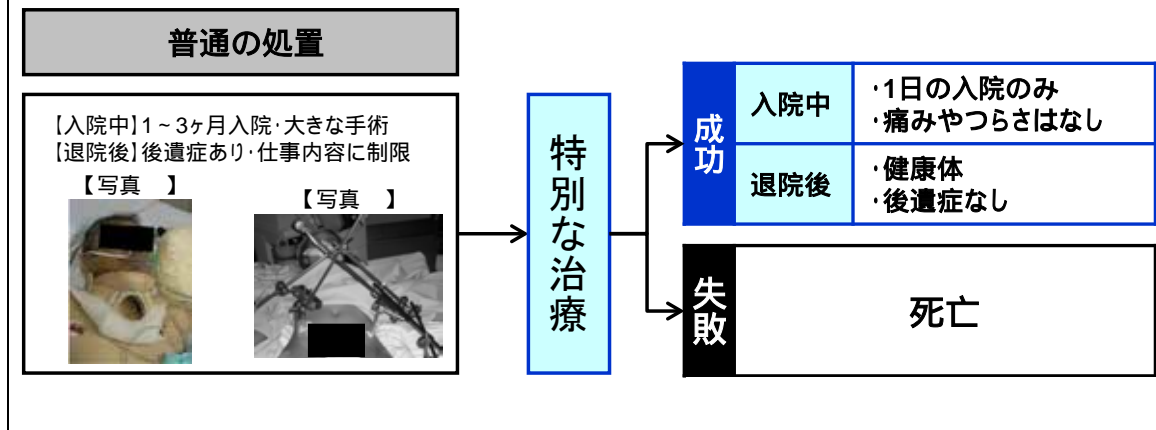 普通の処置
【入院中】1~3ヶ月入院・大きな手術
【退院後】後遺症あり・仕事内容に制限
【写真　】
【写真　】
特別な治療
成功
入院中
・1日の入院のみ
・痛みやつらさはなし
退院後
・健康体
・後遺症なし
失敗
死亡